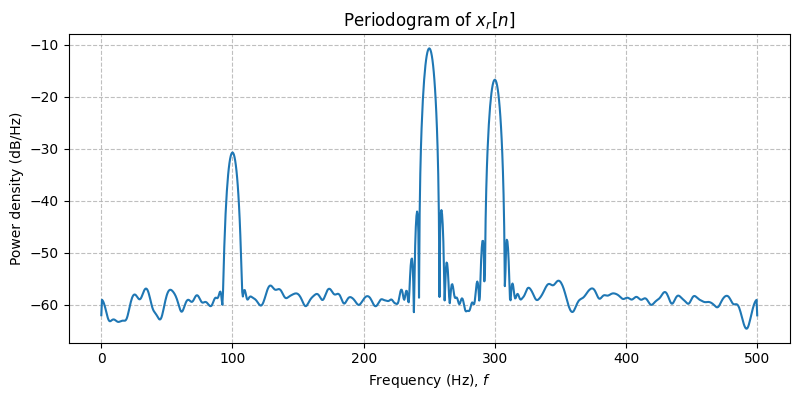 Periodogram of $x_r[n]$
−10
−20
−30
−40
−50
−60
Power density (dB/Hz)
0 100 200 300 400 500
Frequency (Hz), $f$